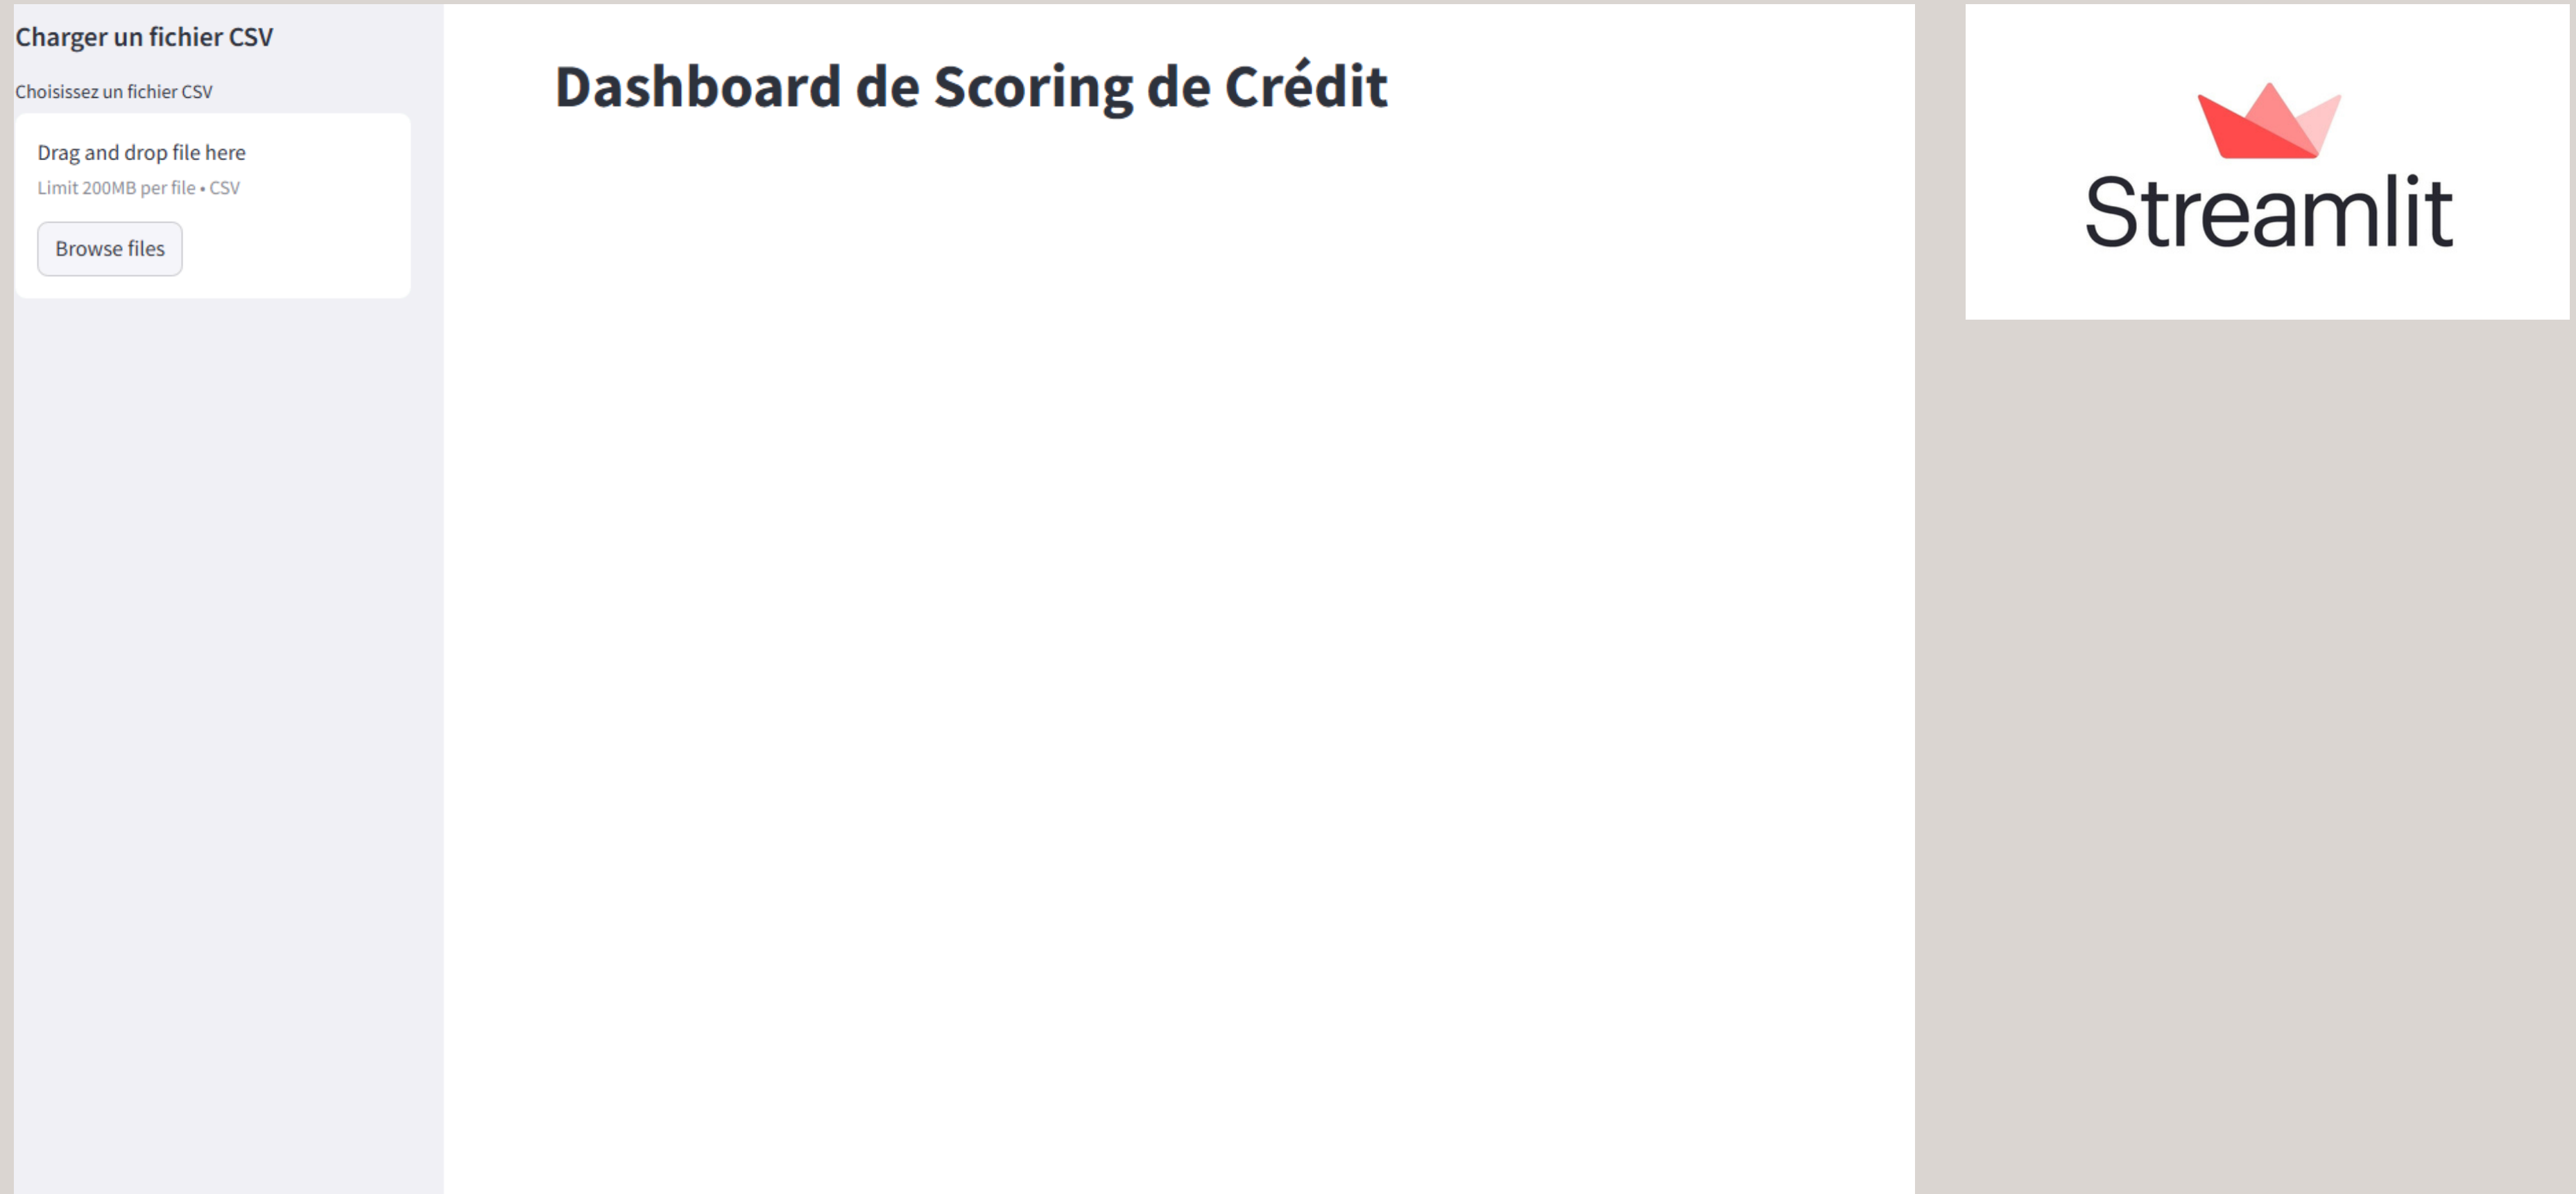 Charger un fichier CSV
Choisissez un fichier CSV
Drag and drop file here
Limit 200MB per file • CSV
Browse files
Dashboard de Scoring de Crédit
Streamlit